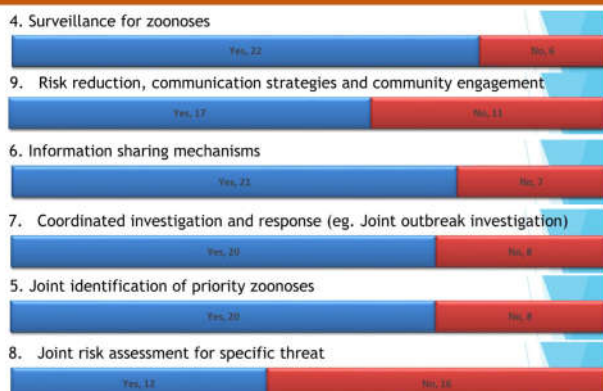 4. Surveillance for zoonoses
Yes, 22 No, 6
9. Risk reduction, communication strategies and community engagement
Yes, 17 No, 11
6. Information sharing mechanisms
Yes, 21 No, 7
7. Coordinated investigation and response (eg. Joint outbreak investigation)
Yes, 20 No, 8
5. Joint identification of priority zoonoses
Yes, 20 No, 8
8. Joint risk assessment for specific threat
Yes, 12 No, 16